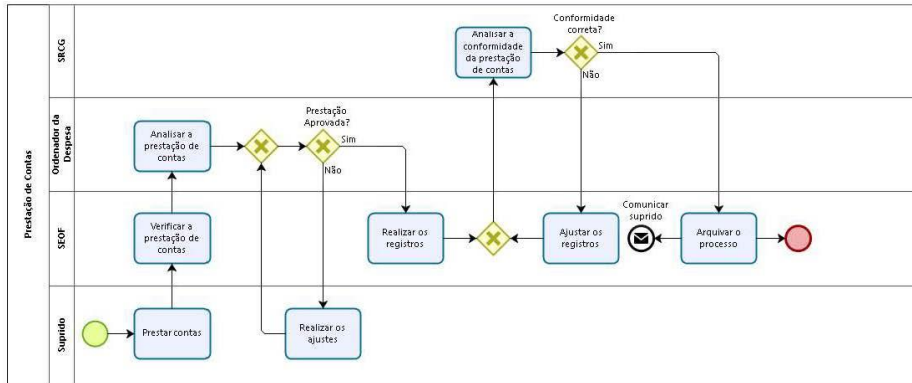 Prestação de Contas
SRCG
Analisar a
a conformidade
da prestação
de contas
Conformidade
correta?
Sim
Não
Ordenador da
Despesa
Analisar a
prestação de
contas
Prestação
Aprovada?
Sim
Não
SEOF
Verificar a
prestação de
contas
Realizar os
registros
Ajustar os
registros
Comunicar
suprido
Arquivar o
processo
Suprido
Prestar contas
Realizar os
ajustes